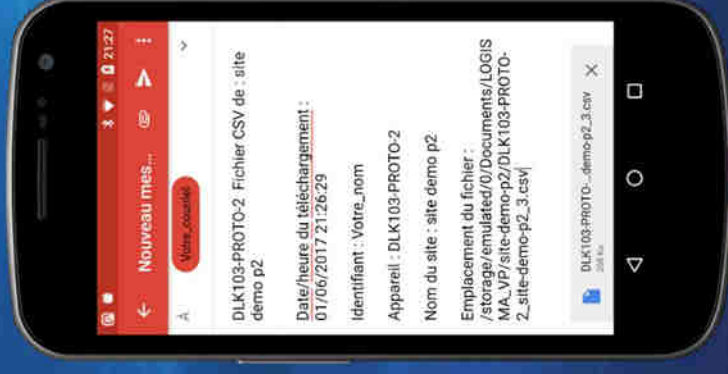 21:27
Nouveau mes...
À
Votre_courriel
DLK103-PROTO-2 Fichier CSV de : site
demo p2
Date/heure du téléchargement :
01/06/2017 21:26:29
Identifiant : Votre_nom
Appareil : DLK103-PROTO-2
Nom du site : site demo p2
Emplacement du fichier :
/storage/emulated/0/Documents/LOGIS
MA_VP/site-demo-p2/DLK103-PROTO-
2_site-demo-p2_3.csv
DLK103-PROTO-...demo-p2_3.csv